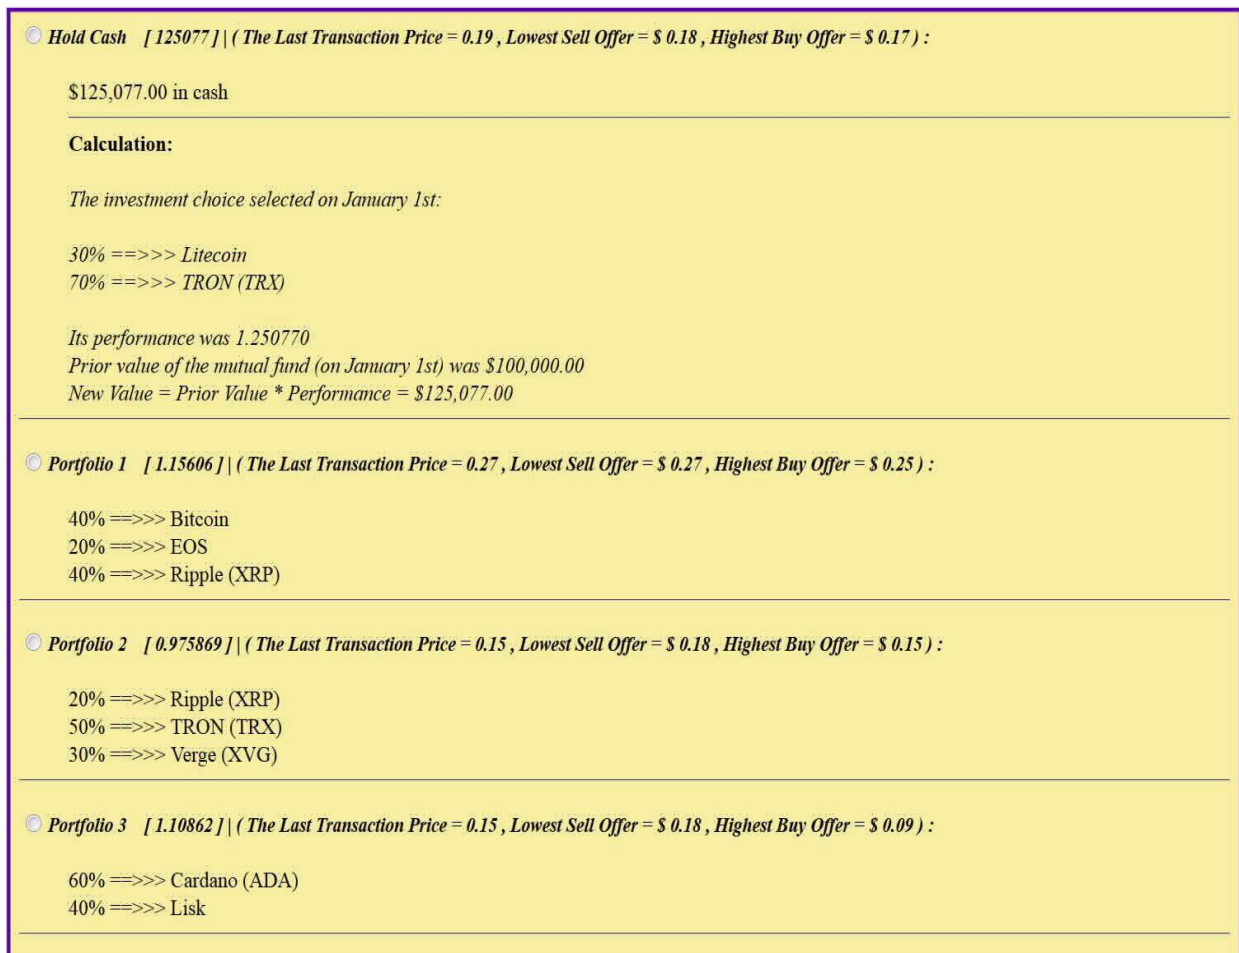 Hold Cash [ 125077 ] | ( The Last Transaction Price = 0.19 , Lowest Sell Offer = $ 0.18 , Highest Buy Offer = $ 0.17 ) :
$125,077.00 in cash
Calculation:
The investment choice selected on January 1st:
30% ==>>> Litecoin
70% ==>>> TRON (TRX)
Its performance was 1.250770
Prior value of the mutual fund (on January 1st) was $100,000.00
New Value = Prior Value * Performance = $125,077.00
Portfolio 1 [ 1.15606 ] | ( The Last Transaction Price = 0.27 , Lowest Sell Offer = $ 0.27 , Highest Buy Offer = $ 0.25 ) :
40% ==>>> Bitcoin
20% ==>>> EOS
40% ==>>> Ripple (XRP)
Portfolio 2 [ 0.975869 ] | ( The Last Transaction Price = 0.15 , Lowest Sell Offer = $ 0.18 , Highest Buy Offer = $ 0.15 ) :
20% ==>>> Ripple (XRP)
50% ==>>> TRON (TRX)
30% ==>>> Verge (XVG)
Portfolio 3 [ 1.10862 ] | ( The Last Transaction Price = 0.15 , Lowest Sell Offer = $ 0.18 , Highest Buy Offer = $ 0.09 ) :
60% ==>>> Cardano (ADA)
40% ==>>> Lisk